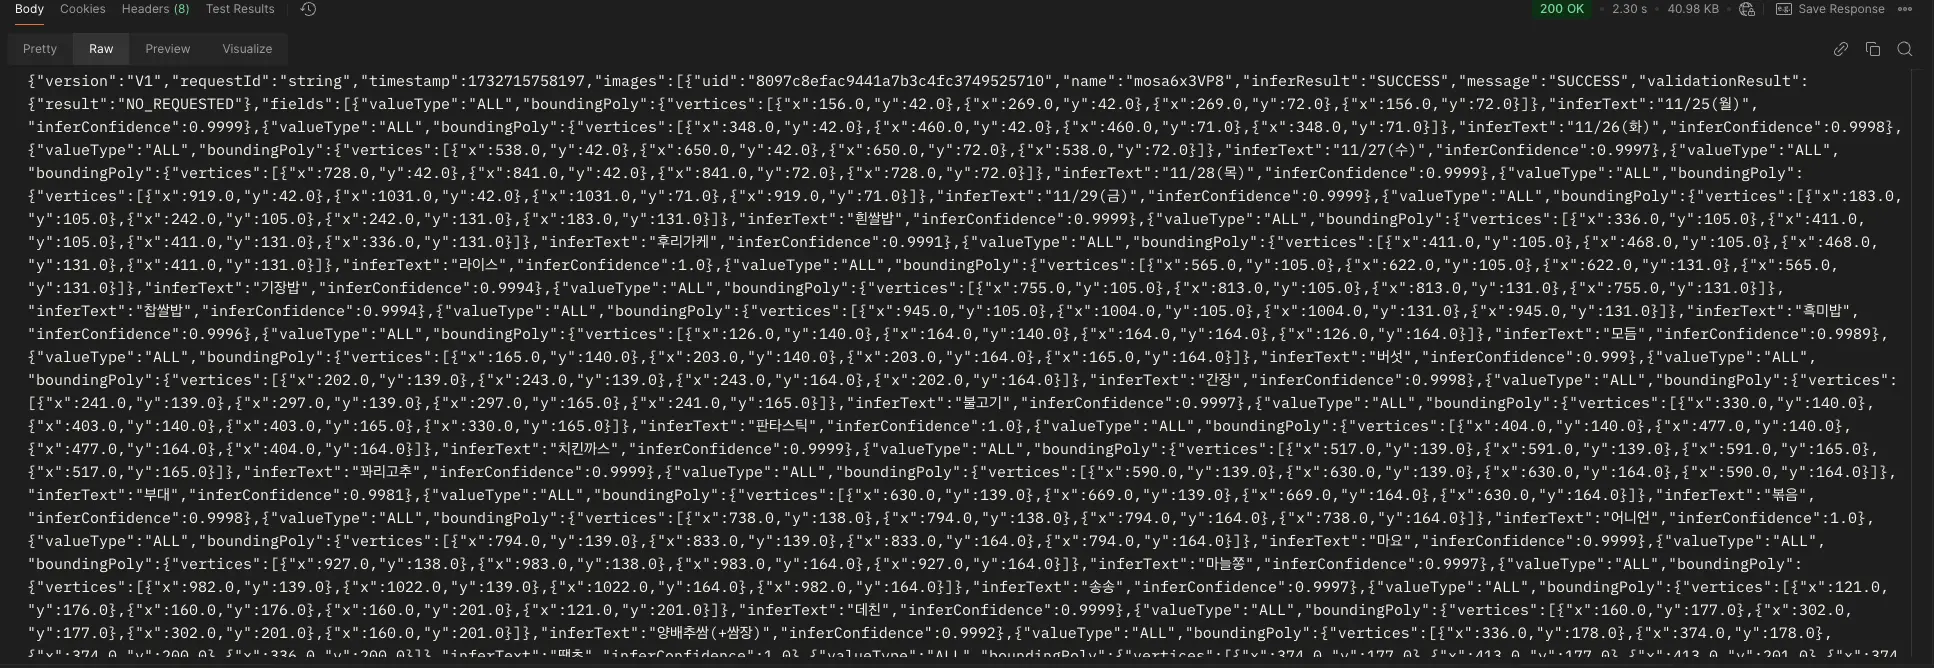 Body Cookies Headers (8) Test Results 200 OK • 2.30 s • 40.98 KB • Save Response
Pretty Raw Preview Visualize
{"version":"V1","requestId":"string","timestamp":1732715758197,"images":[{"uid":"8097c8efac9441a7b3c4fc3749525710","name":"mosa6x3VP8","inferResult":"SUCCESS","message":"SUCCESS","validationResult":
{"result":"NO_REQUESTED"},"fields":[{"valueType":"ALL","boundingPoly":{"vertices":[{"x":156.0,"y":42.0},{"x":269.0,"y":42.0},{"x":269.0,"y":72.0},{"x":156.0,"y":72.0}]},"inferText":"11/25(월)",
"inferConfidence":0.9999},{"valueType":"ALL","boundingPoly":{"vertices":[{"x":348.0,"y":42.0},{"x":460.0,"y":42.0},{"x":460.0,"y":71.0},{"x":348.0,"y":71.0}]},"inferText":"11/26(화)","inferConfidence":0.9998},
{"valueType":"ALL","boundingPoly":{"vertices":[{"x":538.0,"y":42.0},{"x":650.0,"y":42.0},{"x":650.0,"y":72.0},{"x":538.0,"y":72.0}]},"inferText":"11/27(수)","inferConfidence":0.9997},{"valueType":"ALL",
"boundingPoly":{"vertices":[{"x":728.0,"y":42.0},{"x":841.0,"y":42.0},{"x":841.0,"y":72.0},{"x":728.0,"y":72.0}]},"inferText":"11/28(목)","inferConfidence":0.9999},{"valueType":"ALL","boundingPoly":
{"vertices":[{"x":919.0,"y":42.0},{"x":1031.0,"y":42.0},{"x":1031.0,"y":71.0},{"x":919.0,"y":71.0}]},"inferText":"11/29(금)","inferConfidence":0.9999},{"valueType":"ALL","boundingPoly":{"vertices":[{"x":183.0,
"y":105.0},{"x":242.0,"y":105.0},{"x":242.0,"y":131.0},{"x":183.0,"y":131.0}]},"inferText":"흰쌀밥","inferConfidence":0.9999},{"valueType":"ALL","boundingPoly":{"vertices":[{"x":336.0,"y":105.0},{"x":411.0,
"y":105.0},{"x":411.0,"y":131.0},{"x":336.0,"y":131.0}]},"inferText":"후리가케","inferConfidence":0.9991},{"valueType":"ALL","boundingPoly":{"vertices":[{"x":411.0,"y":105.0},{"x":468.0,"y":105.0},{"x":468.0,
"y":131.0},{"x":411.0,"y":131.0}]},"inferText":"라이스","inferConfidence":1.0},{"valueType":"ALL","boundingPoly":{"vertices":[{"x":565.0,"y":105.0},{"x":622.0,"y":105.0},{"x":622.0,"y":131.0},{"x":565.0,
"y":131.0}]},"inferText":"기장밥","inferConfidence":0.9994},{"valueType":"ALL","boundingPoly":{"vertices":[{"x":755.0,"y":105.0},{"x":813.0,"y":105.0},{"x":813.0,"y":131.0},{"x":755.0,"y":131.0}]},
"inferText":"찹쌀밥","inferConfidence":0.9994},{"valueType":"ALL","boundingPoly":{"vertices":[{"x":945.0,"y":105.0},{"x":1004.0,"y":105.0},{"x":1004.0,"y":131.0},{"x":945.0,"y":131.0}]},"inferText":"흑미밥",
"inferConfidence":0.9996},{"valueType":"ALL","boundingPoly":{"vertices":[{"x":126.0,"y":140.0},{"x":164.0,"y":140.0},{"x":164.0,"y":164.0},{"x":126.0,"y":164.0}]},"inferText":"모듬","inferConfidence":0.9989},
{"valueType":"ALL","boundingPoly":{"vertices":[{"x":165.0,"y":140.0},{"x":203.0,"y":140.0},{"x":203.0,"y":164.0},{"x":165.0,"y":164.0}]},"inferText":"버섯","inferConfidence":0.999},{"valueType":"ALL",
"boundingPoly":{"vertices":[{"x":202.0,"y":139.0},{"x":243.0,"y":139.0},{"x":243.0,"y":164.0},{"x":202.0,"y":164.0}]},"inferText":"간장","inferConfidence":0.9998},{"valueType":"ALL","boundingPoly":{"vertices":
[{"x":241.0,"y":139.0},{"x":297.0,"y":139.0},{"x":297.0,"y":165.0},{"x":241.0,"y":165.0}]},"inferText":"불고기","inferConfidence":0.9997},{"valueType":"ALL","boundingPoly":{"vertices":[{"x":330.0,"y":140.0},
{"x":403.0,"y":140.0},{"x":403.0,"y":165.0},{"x":330.0,"y":165.0}]},"inferText":"판타스틱","inferConfidence":1.0},{"valueType":"ALL","boundingPoly":{"vertices":[{"x":404.0,"y":140.0},{"x":477.0,"y":140.0},
{"x":477.0,"y":164.0},{"x":404.0,"y":164.0}]},"inferText":"치킨까스","inferConfidence":0.9999},{"valueType":"ALL","boundingPoly":{"vertices":[{"x":517.0,"y":139.0},{"x":591.0,"y":139.0},{"x":591.0,"y":165.0},
{"x":517.0,"y":165.0}]},"inferText":"꽈리고추","inferConfidence":0.9999},{"valueType":"ALL","boundingPoly":{"vertices":[{"x":590.0,"y":139.0},{"x":630.0,"y":139.0},{"x":630.0,"y":164.0},{"x":590.0,"y":164.0}]},
"inferText":"부대","inferConfidence":0.9981},{"valueType":"ALL","boundingPoly":{"vertices":[{"x":630.0,"y":139.0},{"x":669.0,"y":139.0},{"x":669.0,"y":164.0},{"x":630.0,"y":164.0}]},"inferText":"볶음",
"inferConfidence":0.9998},{"valueType":"ALL","boundingPoly":{"vertices":[{"x":738.0,"y":138.0},{"x":794.0,"y":138.0},{"x":794.0,"y":164.0},{"x":738.0,"y":164.0}]},"inferText":"어니언","inferConfidence":1.0},
{"valueType":"ALL","boundingPoly":{"vertices":[{"x":794.0,"y":139.0},{"x":833.0,"y":139.0},{"x":833.0,"y":164.0},{"x":794.0,"y":164.0}]},"inferText":"마요","inferConfidence":0.9999},{"valueType":"ALL",
"boundingPoly":{"vertices":[{"x":927.0,"y":138.0},{"x":983.0,"y":138.0},{"x":983.0,"y":164.0},{"x":927.0,"y":164.0}]},"inferText":"마늘쫑","inferConfidence":0.9997},{"valueType":"ALL","boundingPoly":
{"vertices":[{"x":982.0,"y":139.0},{"x":1022.0,"y":139.0},{"x":1022.0,"y":164.0},{"x":982.0,"y":164.0}]},"inferText":"송송","inferConfidence":0.9997},{"valueType":"ALL","boundingPoly":{"vertices":[{"x":121.0,
"y":176.0},{"x":160.0,"y":176.0},{"x":160.0,"y":201.0},{"x":121.0,"y":201.0}]},"inferText":"데친","inferConfidence":0.9999},{"valueType":"ALL","boundingPoly":{"vertices":[{"x":160.0,"y":177.0},{"x":302.0,
"y":177.0},{"x":302.0,"y":201.0},{"x":160.0,"y":201.0}]},"inferText":"양배추쌈(+쌈장)","inferConfidence":0.9992},{"valueType":"ALL","boundingPoly":{"vertices":[{"x":336.0,"y":178.0},{"x":374.0,"y":178.0},
{"x":374.0,"y":200.0},{"x":336.0,"y":200.0}]},"inferText":"땡초","inferConfidence":1.0},{"valueType":"ALL","boundingPoly":{"vertices":[{"x":374.0,"y":177.0},{"x":413.0,"y":177.0},{"x":413.0,"y":201.0},{"x":374